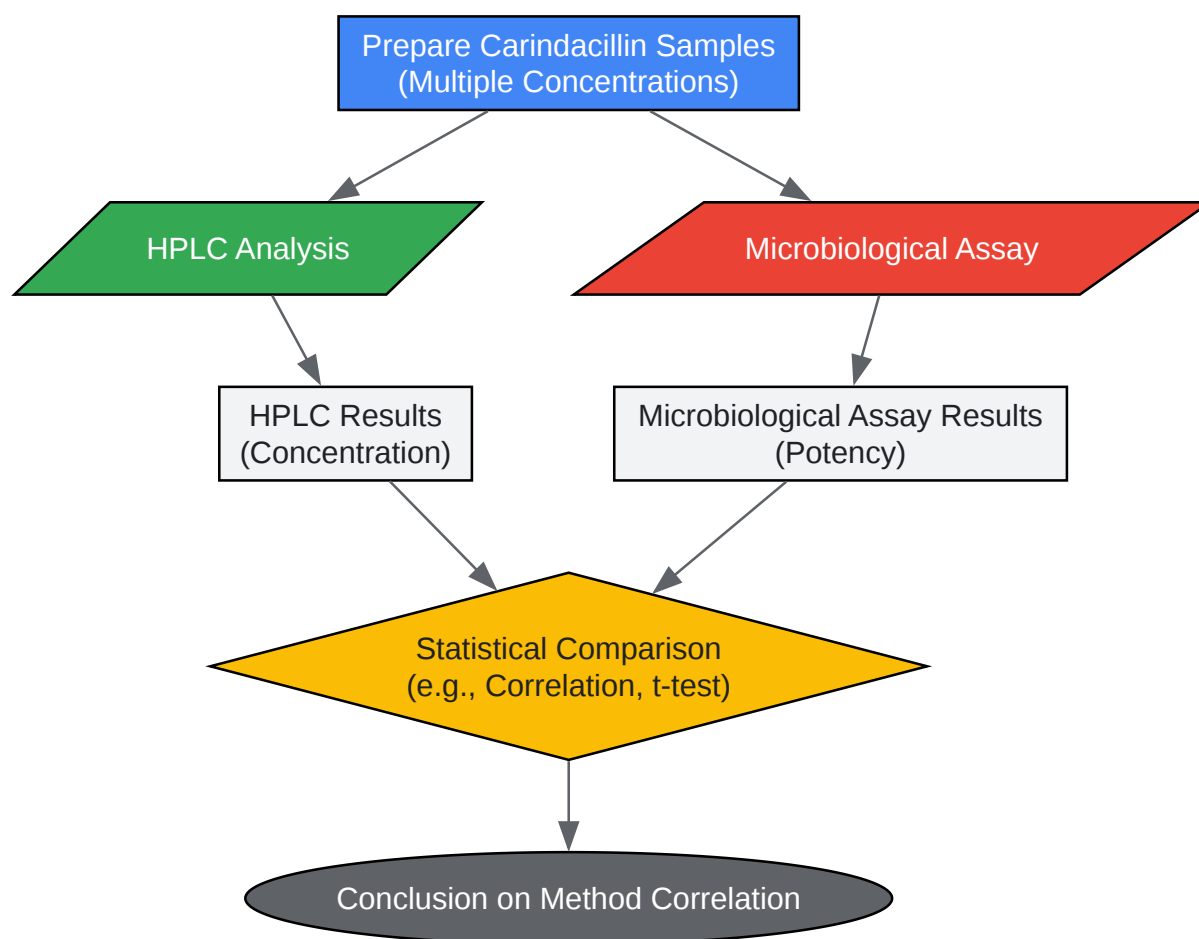 Prepare Carindacillin Samples
(Multiple Concentrations)
HPLC Analysis
Microbiological Assay
HPLC Results
(Concentration)
Microbiological Assay Results
(Potency)
Statistical Comparison
(e.g., Correlation, t-test)
Conclusion on Method Correlation